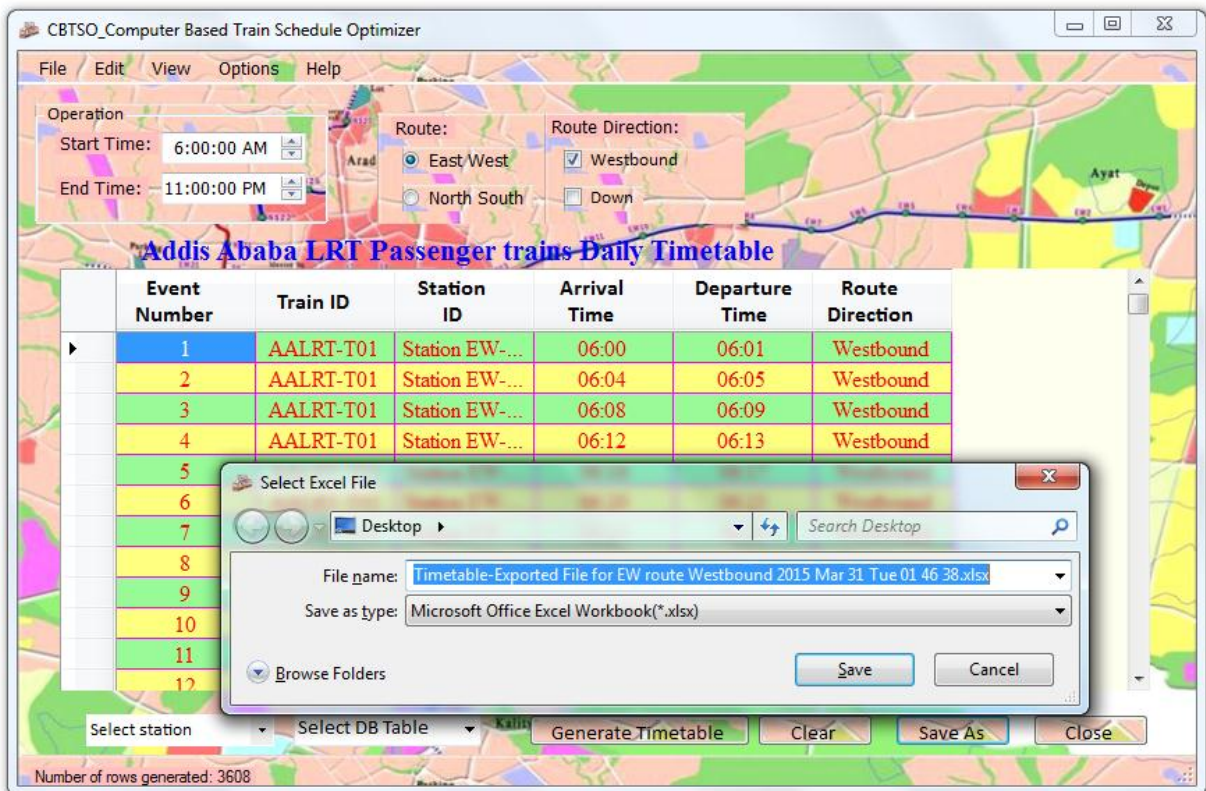 CBTSO_Computer Based Train Schedule Optimizer
File Edit View Options Help
Operation
Start Time: 6:00:00 AM
End Time: 11:00:00 PM
Route:
East West
North South
Route Direction:
Westbound
Down
Arad
Ayat
Depot
Addis Ababa LRT Passenger trains Daily Timetable
Event Number Train ID Station ID Arrival Time Departure Time Route Direction
1 AALRT-T01 Station EW-... 06:00 06:01 Westbound
2 AALRT-T01 Station EW-... 06:04 06:05 Westbound
3 AALRT-T01 Station EW-... 06:08 06:09 Westbound
4 AALRT-T01 Station EW-... 06:12 06:13 Westbound
5
6
7
8
9
10
11
12
Select Excel File
Desktop
Search Desktop
File name: Timetable-Exported File for EW route Westbound 2015 Mar 31 Tue 01 46 38.xlsx
Save as type: Microsoft Office Excel Workbook(*.xlsx)
Browse Folders
Save
Cancel
Select station
Select DB Table
Kality
Generate Timetable
Clear
Save As
Close
Number of rows generated: 3608